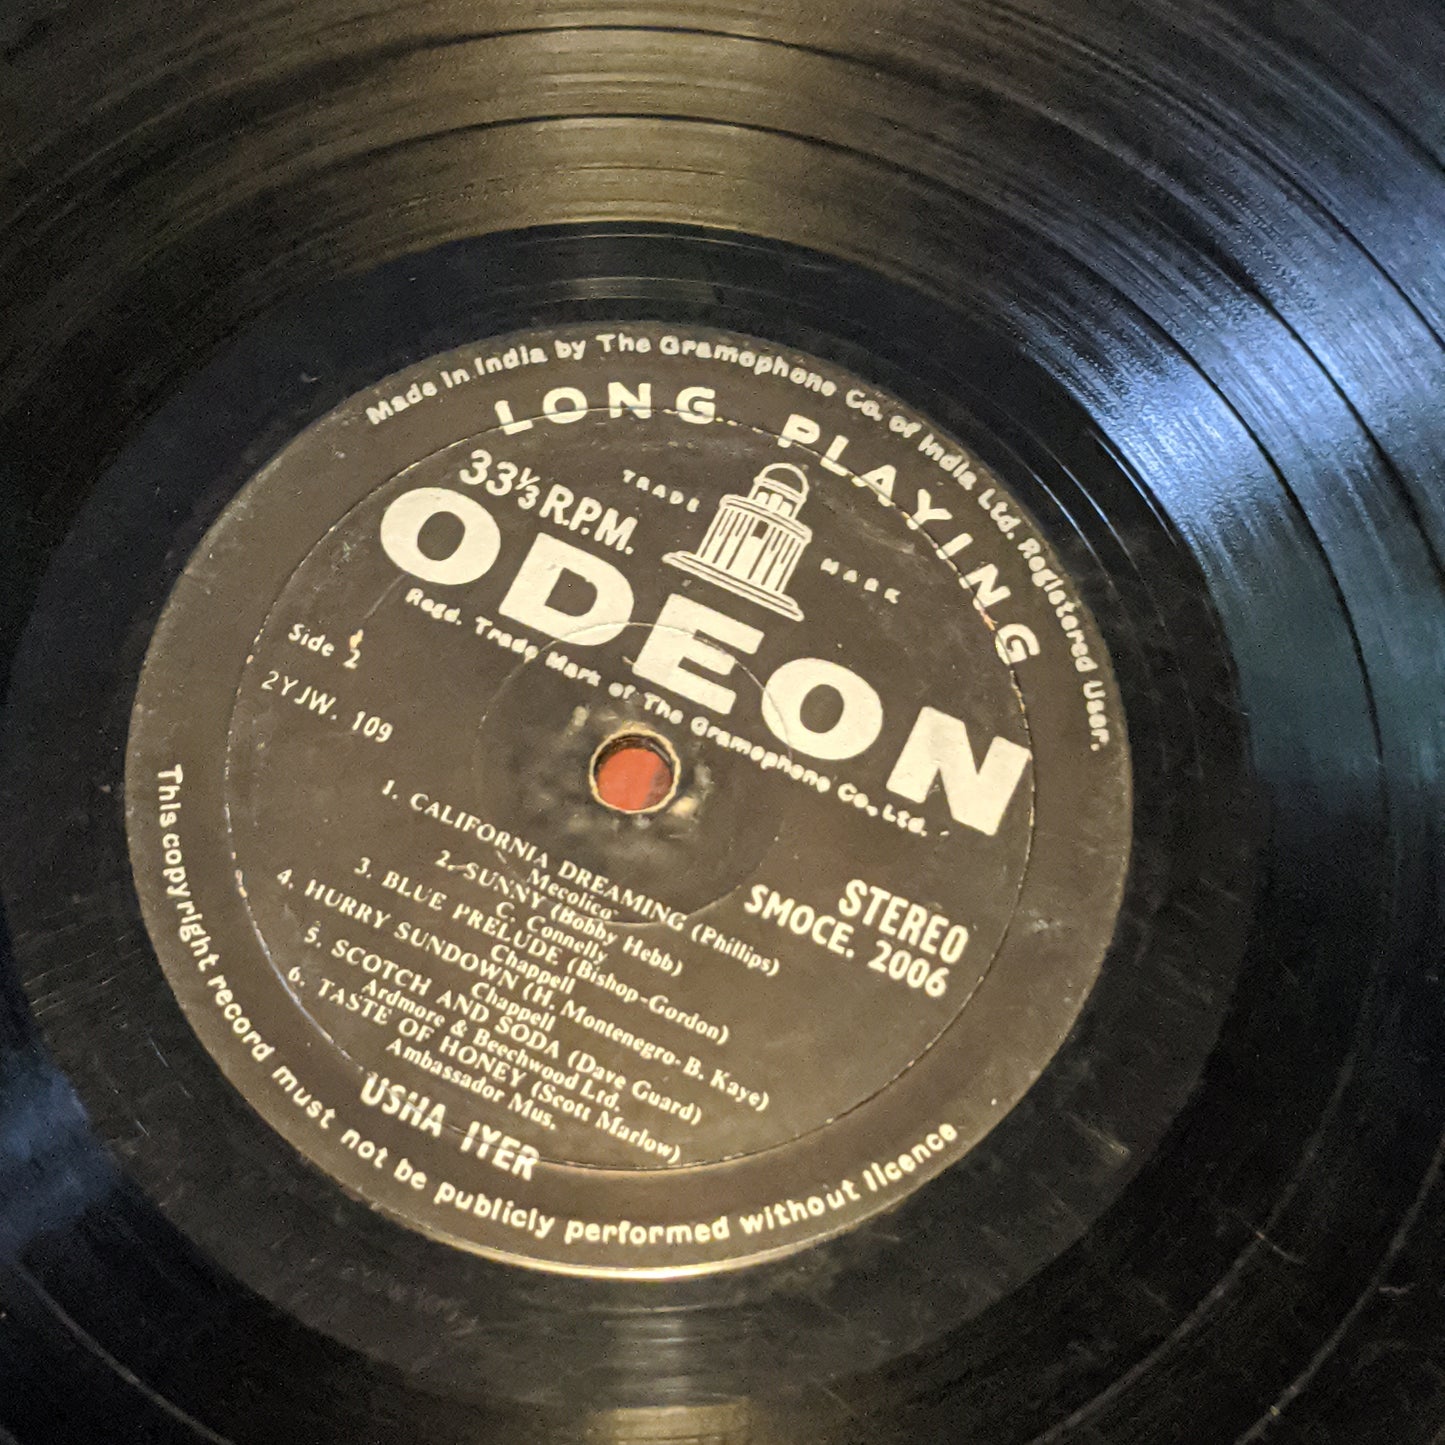 Made in India by The Gramophone Co. of India Ltd. Registered User.
LONG PLAYING
33⅓ R.P.M.
TRADE MARK
ODEON
Regd. Trade Mark of The Gramophone Co., Ltd.
Side 2
2YJW. 109
STEREO
SMOCE. 2006
1. CALIFORNIA DREAMING (Phillips)
Mecolico
2. SUNNY (Bobby Hebb)
C. Connelly
3. BLUE PRELUDE (Bishop-Gordon)
Chappell
4. HURRY SUNDOWN (H. Montenegro-B. Kaye)
Chappell
5. SCOTCH AND SODA (Dave Guard)
Ardmore & Beechwood Ltd.
6. TASTE OF HONEY (Scott Marlow)
Ambassador Mus.
USHA IYER
This copyright record must not be publicly performed without licence